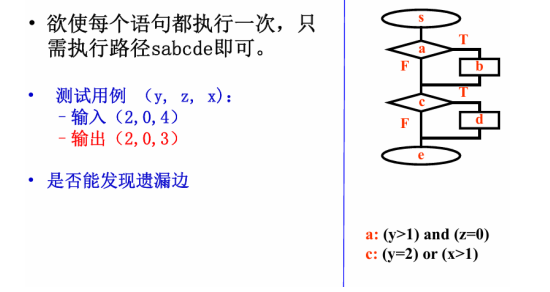 • 欲使每个语句都执行一次，只
需执行路径sabcde即可。
• 测试用例 （y, z, x）：
–输入（2,0,4）
–输出（2,0,3）
• 是否能发现遗漏边
s
a
T
F
b
c
T
F
d
e
a: (y>1) and (z=0)
c: (y=2) or (x>1)